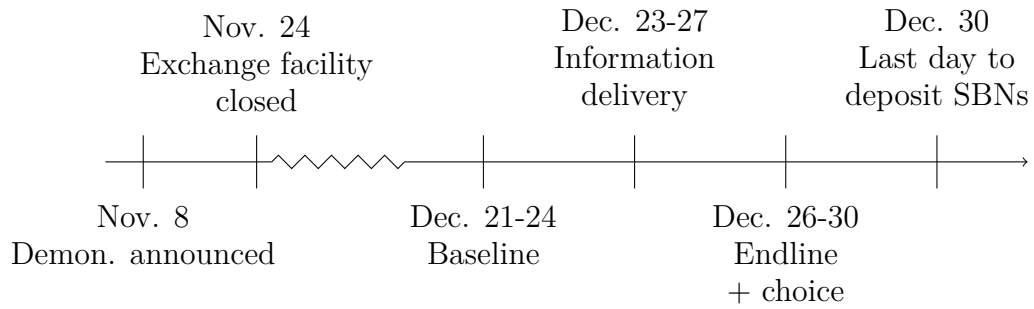 Nov. 24
Exchange facility
closed
Dec. 23-27
Information
delivery
Dec. 30
Last day to
deposit SBNs
Nov. 8
Demon. announced
Dec. 21-24
Baseline
Dec. 26-30
Endline
+ choice